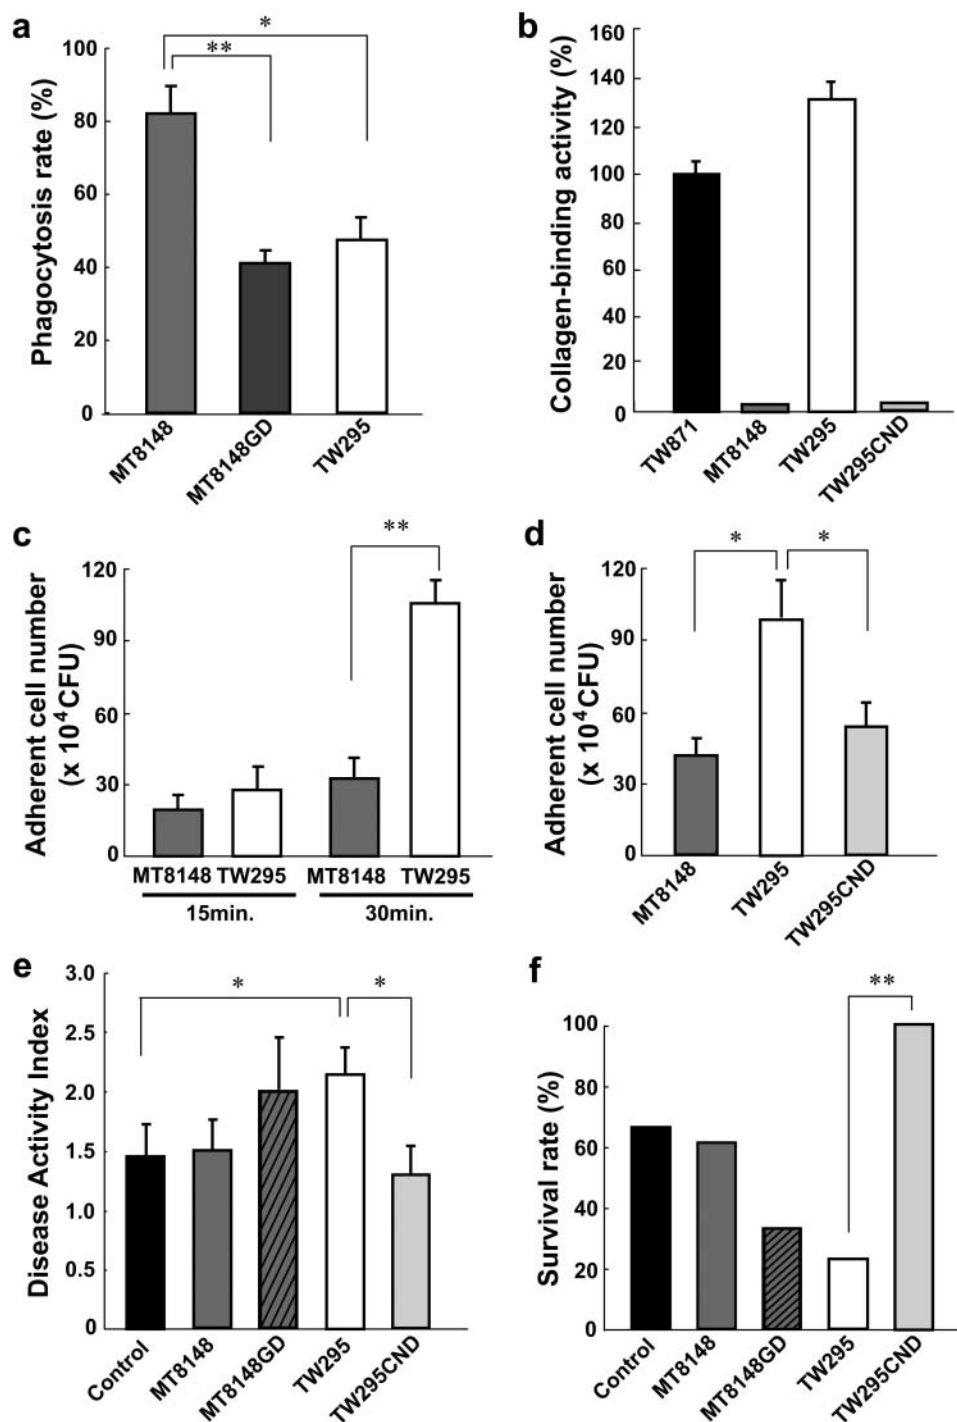 a
Phagocytosis rate (%)
100
80
60
40
20
0
*
**
MT8148
MT8148GD
TW295
b
Collagen-binding activity (%)
160
140
120
100
80
60
40
20
0
TW871
MT8148
TW295
TW295CND
c
Adherent cell number
(x 10⁴CFU)
120
90
60
30
0
**
MT8148 TW295 MT8148 TW295
15min. 30min.
d
Adherent cell number
(x 10⁴CFU)
120
90
60
30
0
* *
MT8148
TW295
TW295CND
e
Disease Activity Index
3.0
2.5
2.0
1.5
1.0
0.5
0
* *
Control
MT8148
MT8148GD
TW295
TW295CND
f
Survival rate (%)
100
80
60
40
20
0
**
Control
MT8148
MT8148GD
TW295
TW295CND